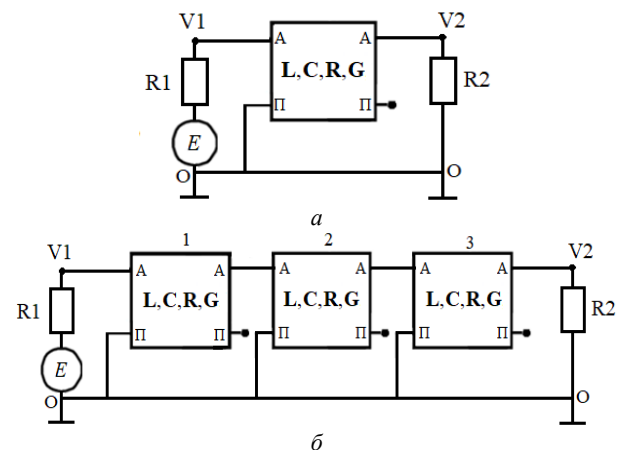 V1 V2
A A
R1 L,C,R,G R2
П П
E
O O
а
1 2 3
V1 V2
A A A A A A
R1 L,C,R,G L,C,R,G L,C,R,G R2
П П П П П П
E
O O
б